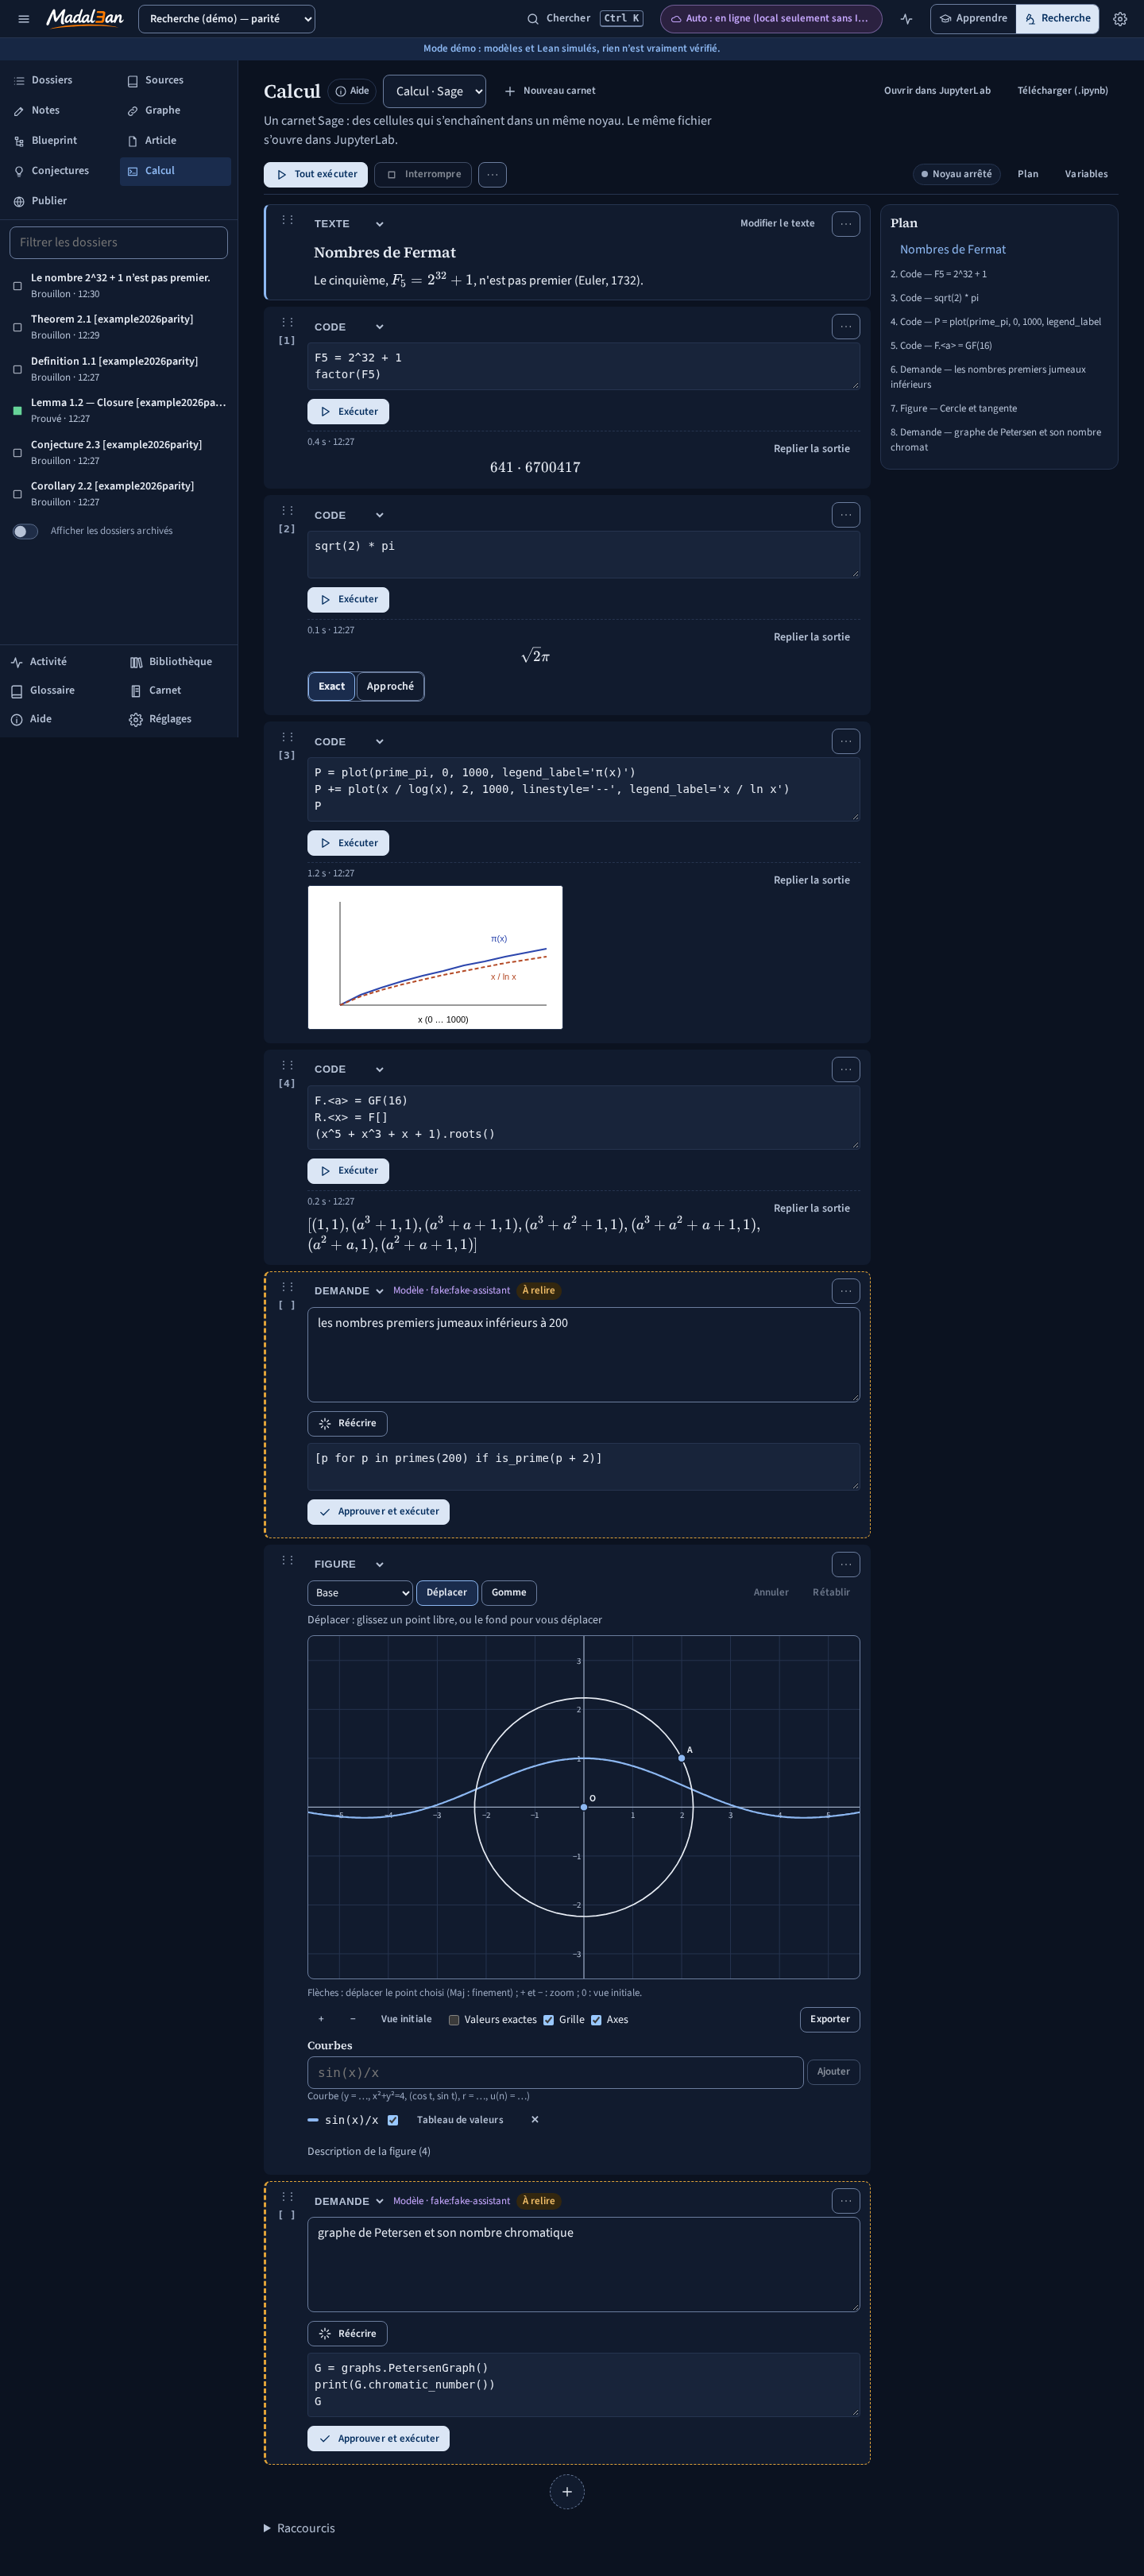 MadaLEan
Recherche (démo) — parité
Chercher Ctrl K
Auto : en ligne (local seulement sans I…
Apprendre
Recherche
Mode démo : modèles et Lean simulés, rien n'est vraiment vérifié.
Dossiers
Sources
Notes
Graphe
Blueprint
Article
Conjectures
Calcul
Publier
Filtrer les dossiers
Le nombre 2^32 + 1 n'est pas premier.
Brouillon · 12:30
Theorem 2.1 [example2026parity]
Brouillon · 12:29
Definition 1.1 [example2026parity]
Brouillon · 12:27
Lemma 1.2 — Closure [example2026pa…
Prouvé · 12:27
Conjecture 2.3 [example2026parity]
Brouillon · 12:27
Corollary 2.2 [example2026parity]
Brouillon · 12:27
Afficher les dossiers archivés
Activité
Bibliothèque
Glossaire
Carnet
Aide
Réglages
Calcul
Aide
Calcul · Sage
Nouveau carnet
Ouvrir dans JupyterLab
Télécharger (.ipynb)
Un carnet Sage : des cellules qui s'enchaînent dans un même noyau. Le même fichier
s'ouvre dans JupyterLab.
Tout exécuter
Interrompre
···
Noyau arrêté
Plan
Variables
TEXTE
Modifier le texte
···
Nombres de Fermat
Le cinquième, F₅ = 2³² + 1, n'est pas premier (Euler, 1732).
CODE
···
[1]
F5 = 2^32 + 1
factor(F5)
Exécuter
0.4 s · 12:27
Replier la sortie
641 · 6700417
CODE
···
[2]
sqrt(2) * pi
Exécuter
0.1 s · 12:27
Replier la sortie
√2π
Exact
Approché
CODE
···
[3]
P = plot(prime_pi, 0, 1000, legend_label='π(x)')
P += plot(x / log(x), 2, 1000, linestyle='--', legend_label='x / ln x')
P
Exécuter
1.2 s · 12:27
Replier la sortie
π(x)
x / ln x
x (0 … 1000)
CODE
···
[4]
F.<a> = GF(16)
R.<x> = F[]
(x^5 + x^3 + x + 1).roots()
Exécuter
0.2 s · 12:27
Replier la sortie
[(1, 1), (a³ + 1, 1), (a³ + a + 1, 1), (a³ + a² + 1, 1), (a³ + a² + a + 1, 1),
(a² + a, 1), (a² + a + 1, 1)]
DEMANDE
Modèle · fake:fake-assistant
À relire
···
[ ]
les nombres premiers jumeaux inférieurs à 200
Réécrire
[p for p in primes(200) if is_prime(p + 2)]
Approuver et exécuter
FIGURE
···
Base
Déplacer
Gomme
Annuler
Rétablir
Déplacer : glissez un point libre, ou le fond pour vous déplacer
3
2
A
1
O
−5 −4 −3 −2 −1 1 2 3 4 5
−1
−2
−3
Flèches : déplacer le point choisi (Maj : finement) ; + et − : zoom ; 0 : vue initiale.
+
−
Vue initiale
Valeurs exactes
Grille
Axes
Exporter
Courbes
sin(x)/x
Ajouter
Courbe (y = …, x²+y²=4, (cos t, sin t), r = …, u(n) = …)
sin(x)/x
Tableau de valeurs
×
Description de la figure (4)
DEMANDE
Modèle · fake:fake-assistant
À relire
···
[ ]
graphe de Petersen et son nombre chromatique
Réécrire
G = graphs.PetersenGraph()
print(G.chromatic_number())
G
Approuver et exécuter
+
Raccourcis
Plan
Nombres de Fermat
2. Code — F5 = 2^32 + 1
3. Code — sqrt(2) * pi
4. Code — P = plot(prime_pi, 0, 1000, legend_label
5. Code — F.<a> = GF(16)
6. Demande — les nombres premiers jumeaux
inférieurs
7. Figure — Cercle et tangente
8. Demande — graphe de Petersen et son nombre
chromat